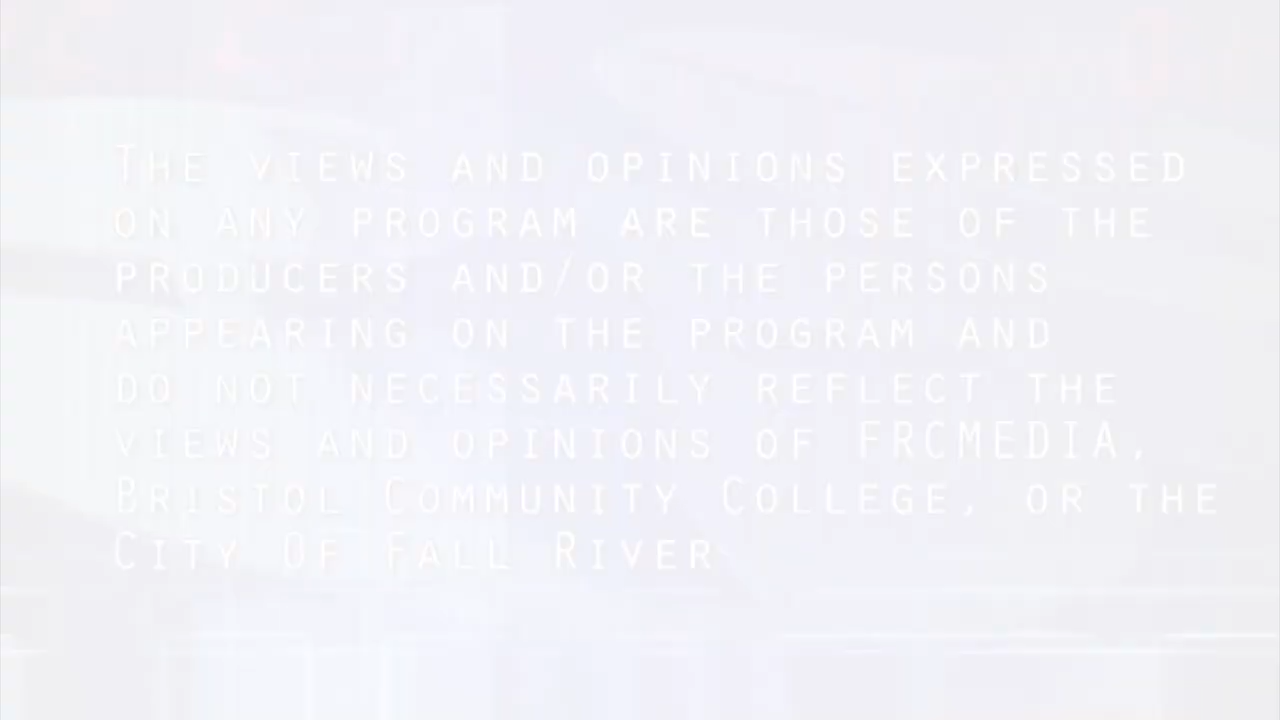 The views and opinions expressed
on any program are those of the
producers and/or the persons
appearing on the program and
do not necessarily reflect the
views and opinions of FRCMEDIA,
Bristol Community College, or the
City Of Fall River